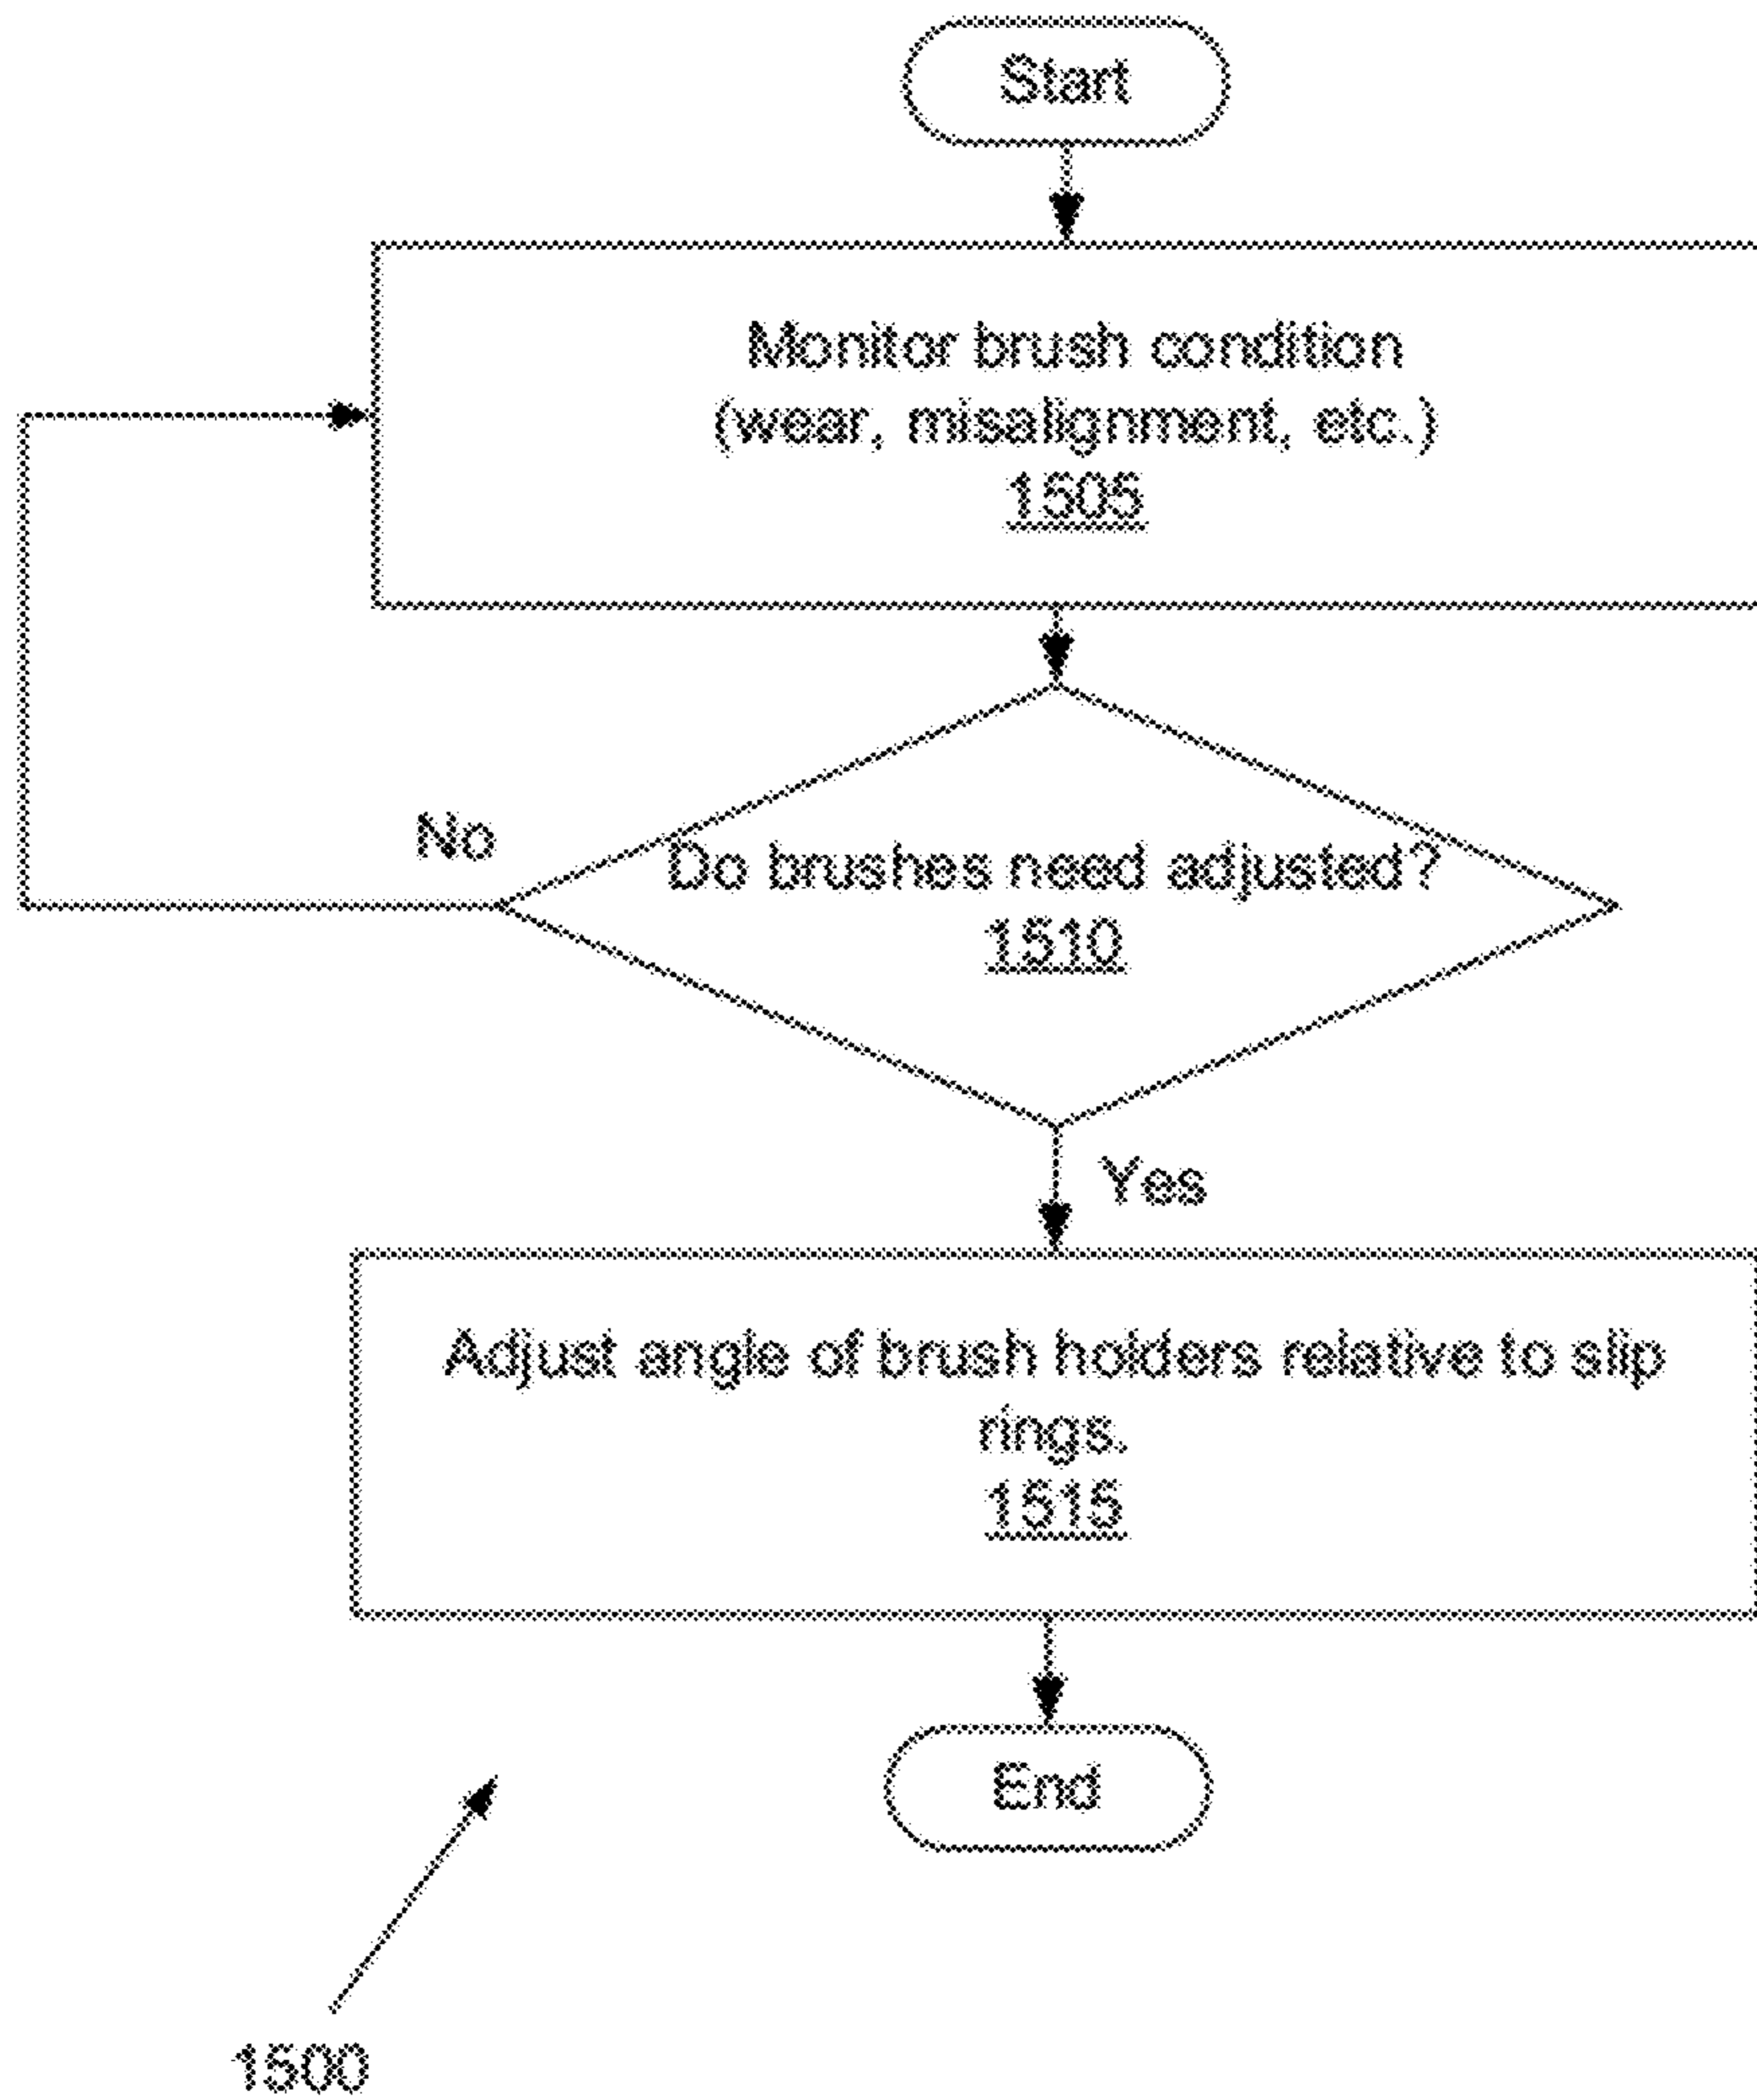 Start
Monitor brush condition
(wear, misalignment, etc.)
1505
No
Do brushes need adjusted?
1510
Yes
Adjust angle of brush holders relative to slip
rings.
1515
End
1500